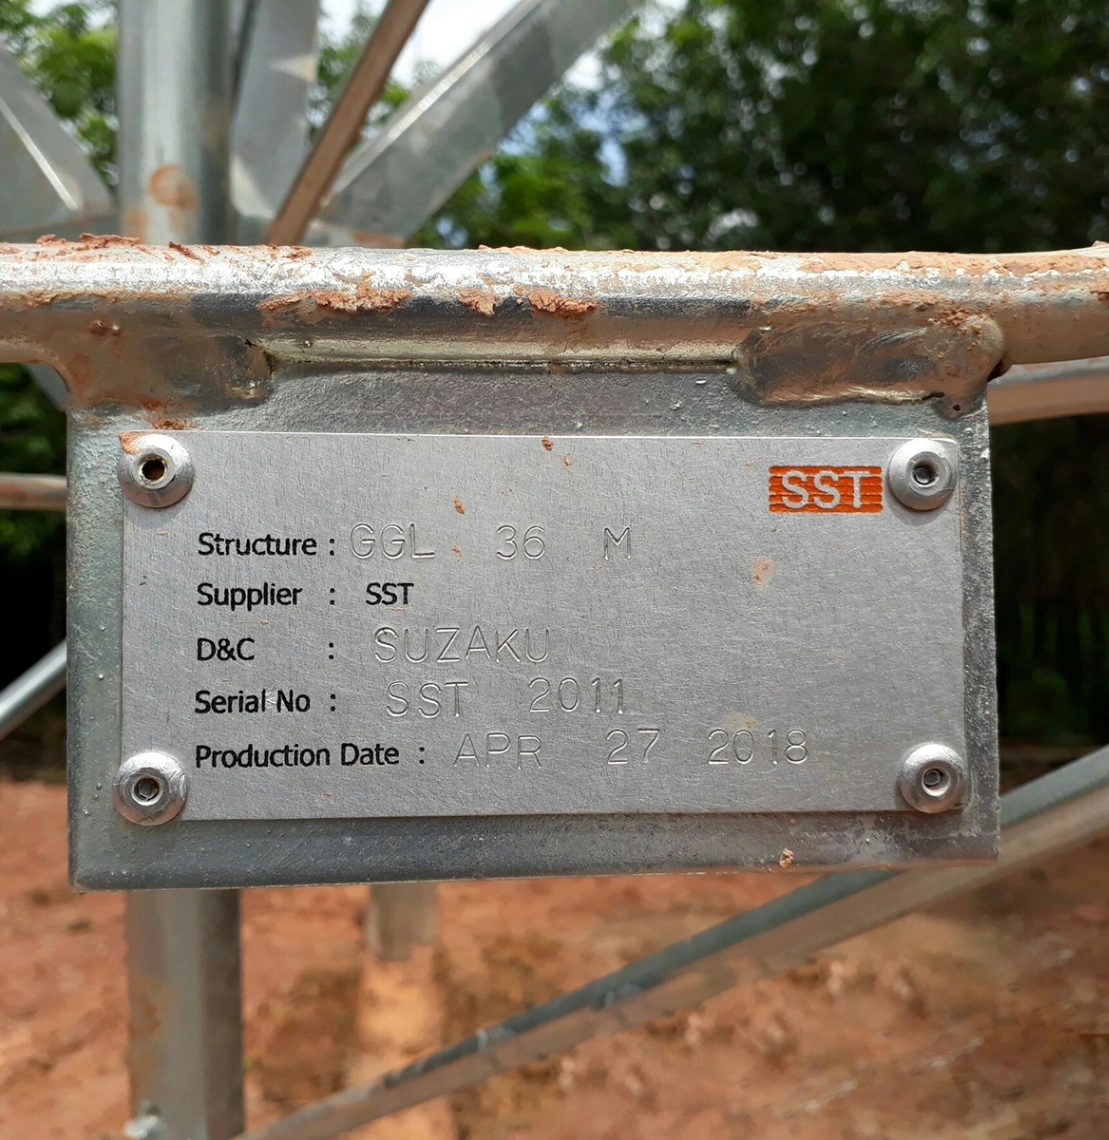 SST
Structure : GGL 36 M
Supplier : SST
D&C : SUZAKU
Serial No : SST 2011
Production Date : APR 27 2018